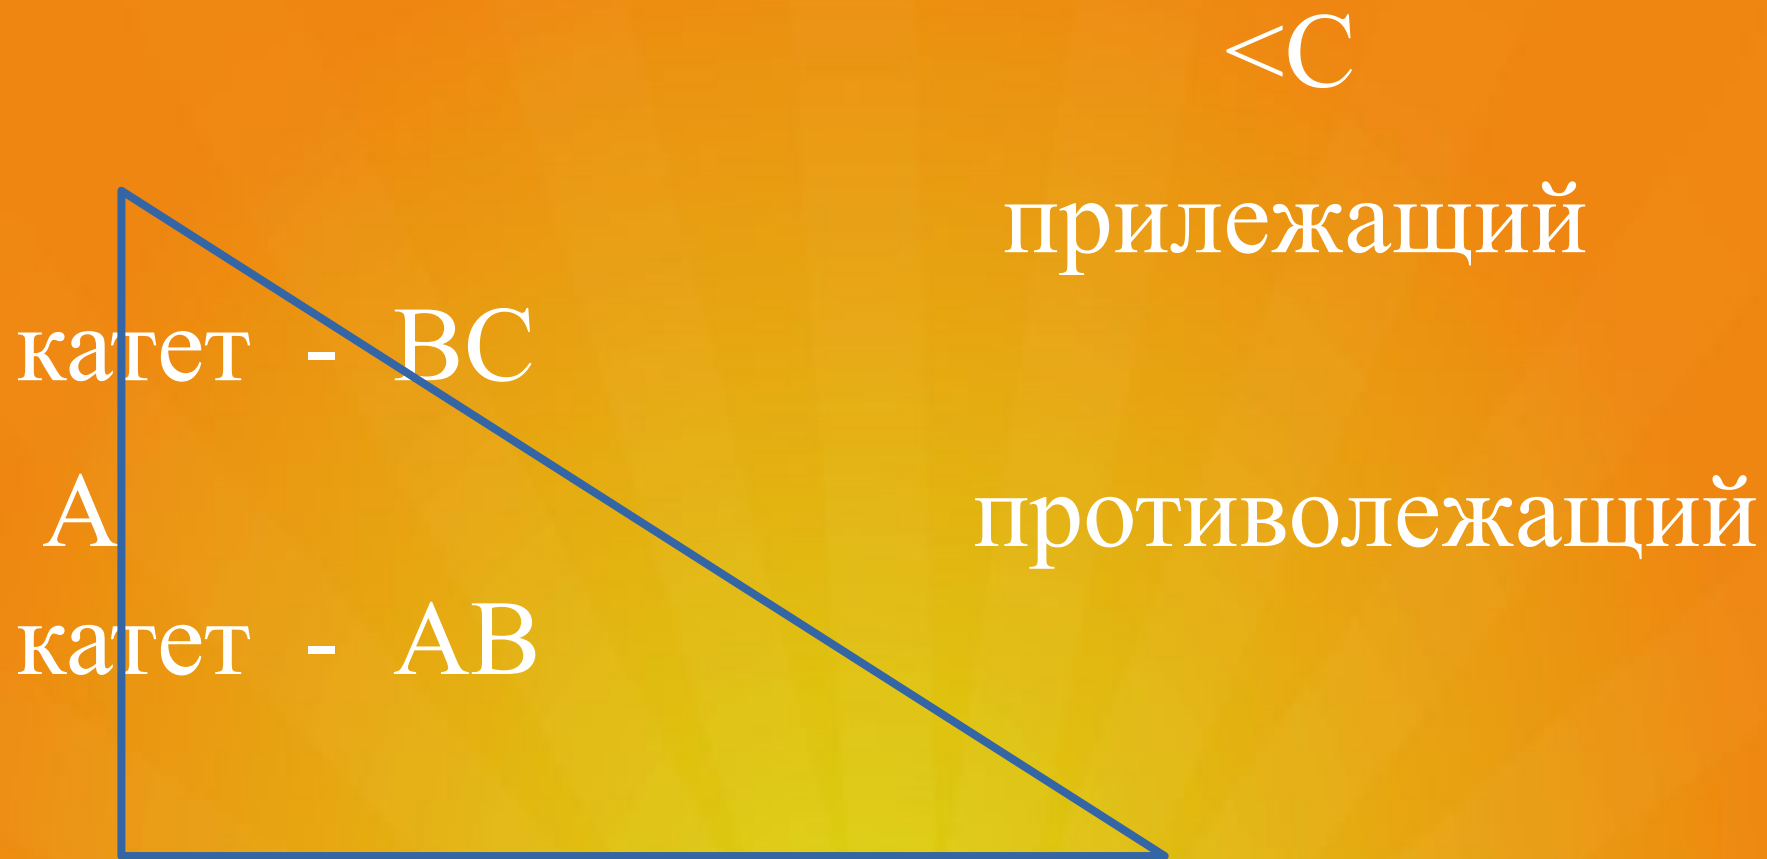 <С
прилежащий
катет - ВС
А противолежащий
катет - АВ